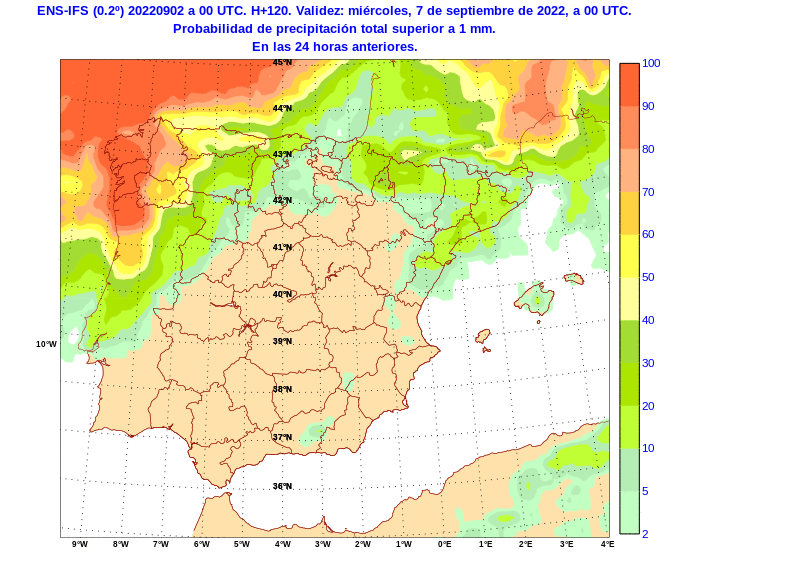 ENS-IFS (0.2º) 20220902 a 00 UTC. H+120. Validez: miércoles, 7 de septiembre de 2022, a 00 UTC.
Probabilidad de precipitación total superior a 1 mm.
En las 24 horas anteriores.
45ºN
44ºN
43ºN
42ºN
41ºN
40ºN
39ºN
38ºN
37ºN
36ºN
10ºW
9ºW 8ºW 7ºW 6ºW 5ºW 4ºW 3ºW 2ºW 1ºW 0ºE 1ºE 2ºE 3ºE 4ºE
100
90
80
70
60
50
40
30
20
10
5
2